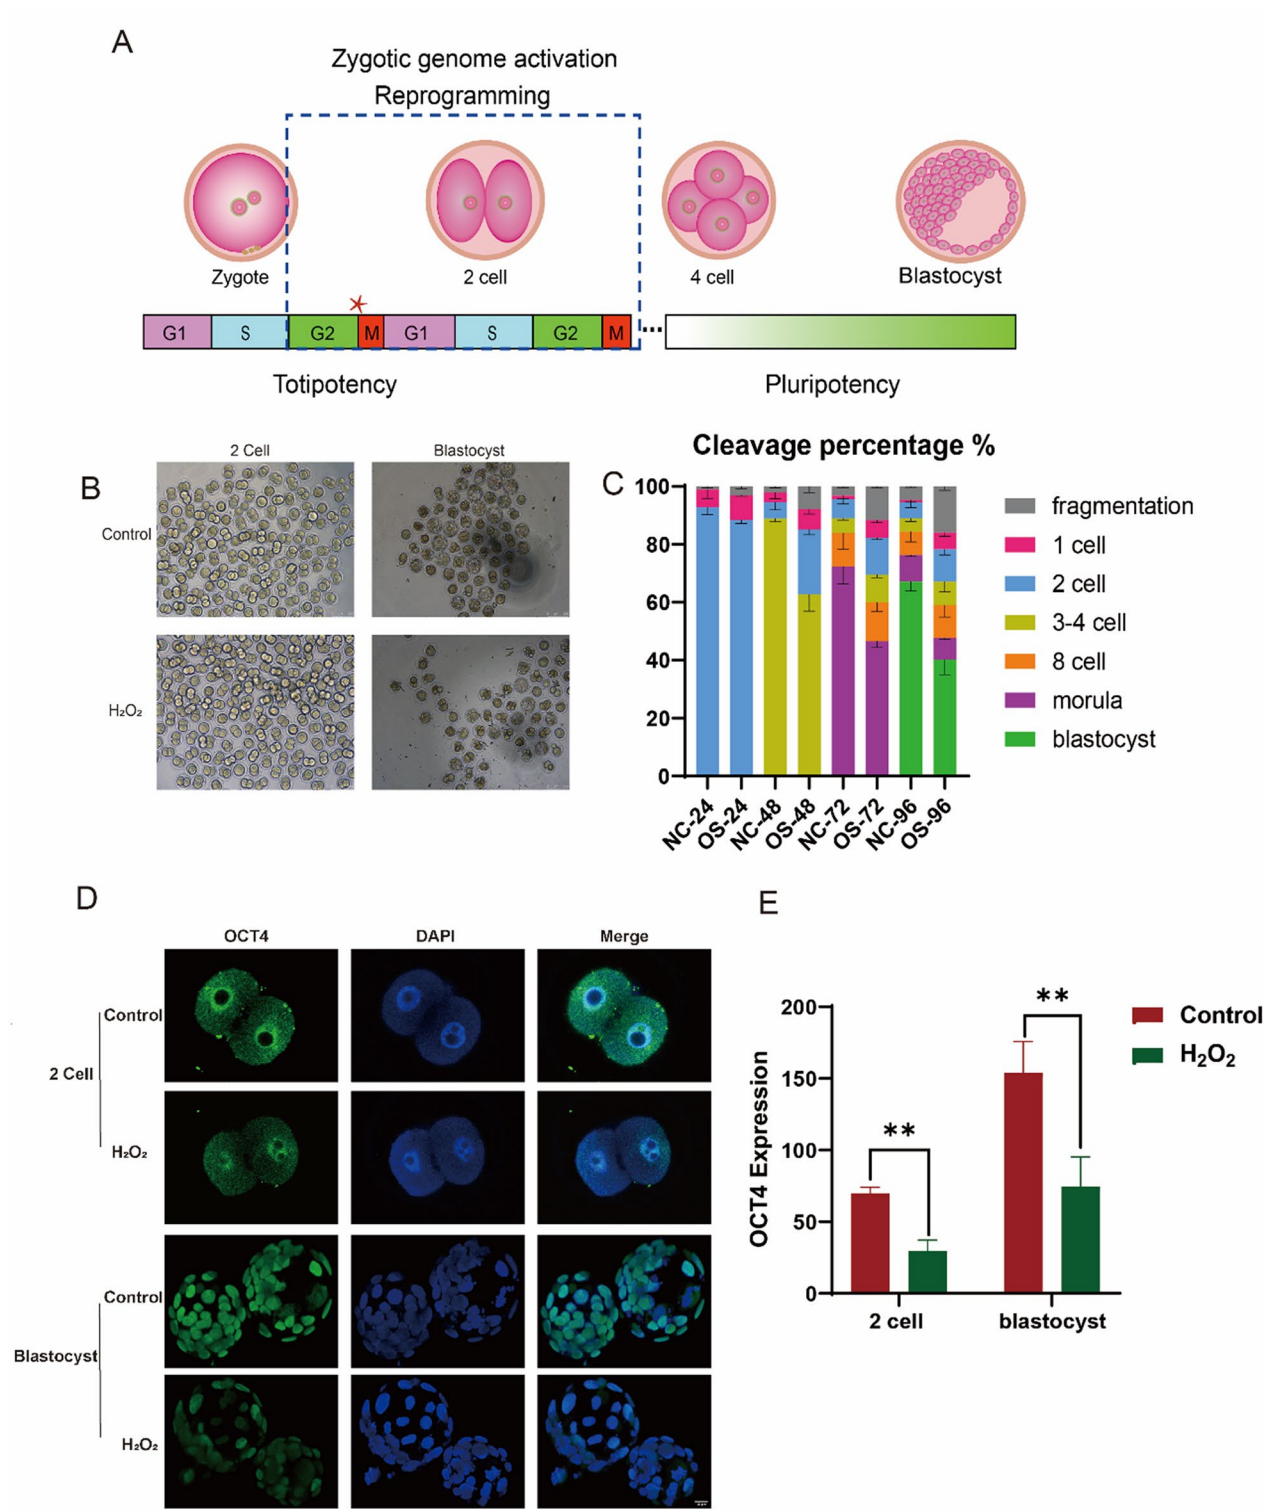 A
Zygotic genome activation
Reprogramming
Zygote
2 cell
4 cell
Blastocyst
G1 S G2 M G1 S G2 M ...
Totipotency
Pluripotency
B
2 Cell
Blastocyst
Control
H₂O₂
C
Cleavage percentage %
100
80
60
40
20
0
NC-24
OS-24
NC-48
OS-48
NC-72
OS-72
NC-96
OS-96
fragmentation
1 cell
2 cell
3-4 cell
8 cell
morula
blastocyst
D
OCT4
DAPI
Merge
2 Cell
Control
H₂O₂
Blastocyst
Control
H₂O₂
E
OCT4 Expression
200
150
100
50
0
**
**
2 cell
blastocyst
Control
H₂O₂